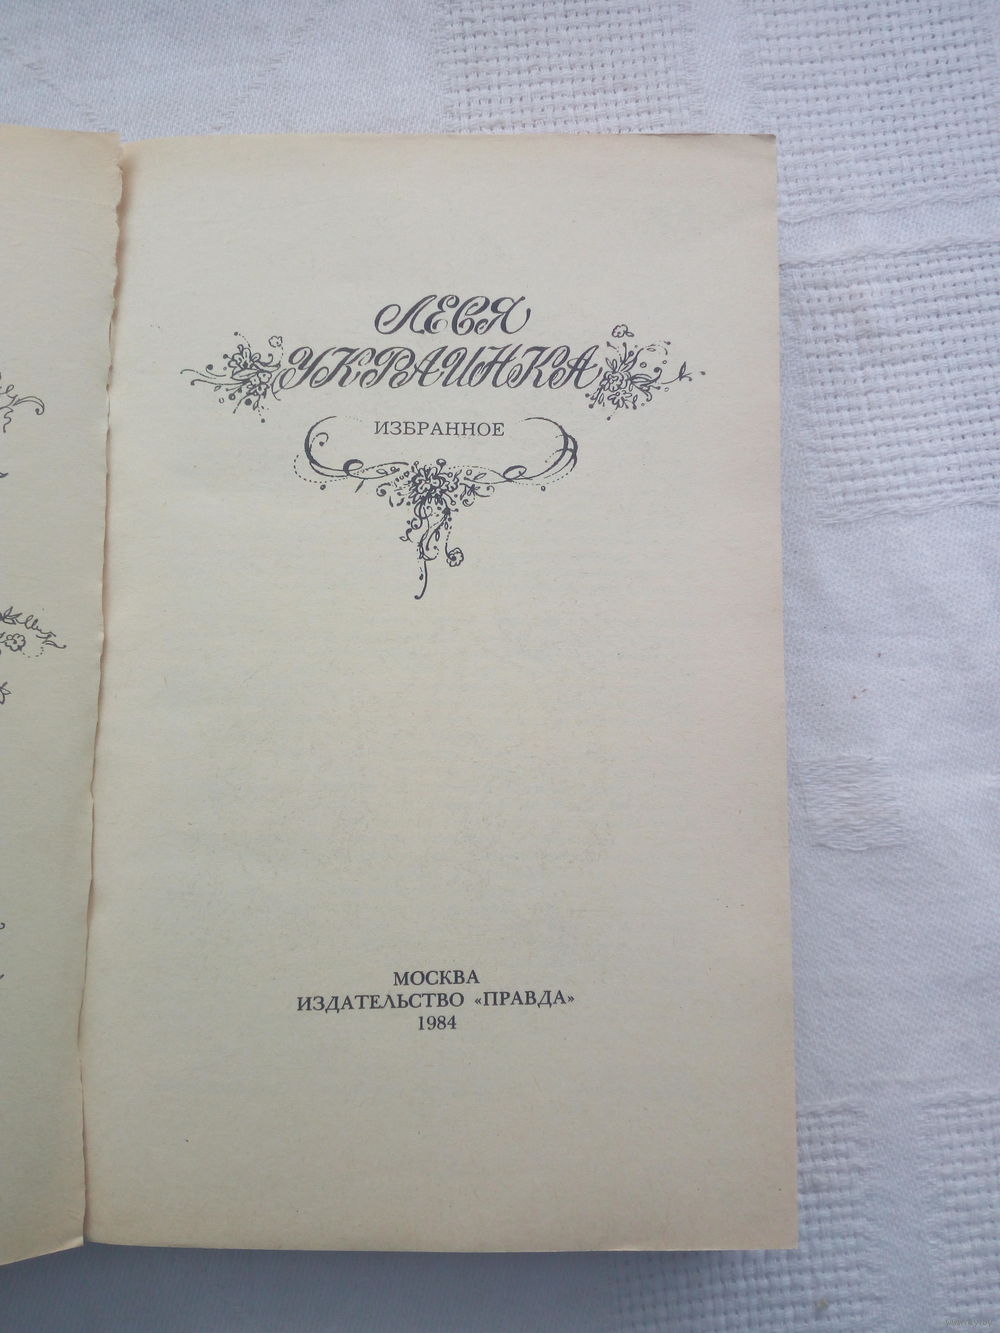 ЛЕСЯ
УКРАИНКА
ИЗБРАННОЕ
МОСКВА
ИЗДАТЕЛЬСТВО «ПРАВДА»
1984